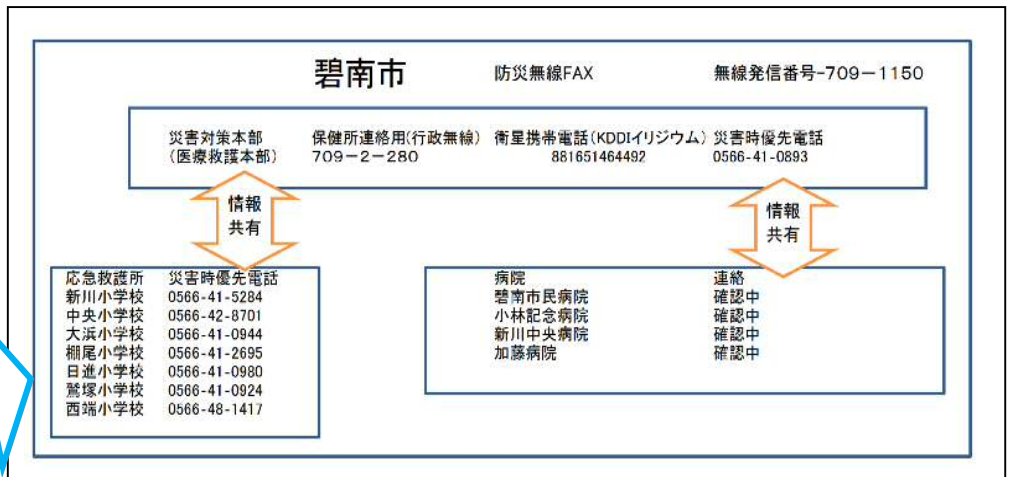 碧南市 防災無線FAX 無線発信番号-709-1150
災害対策本部 保健所連絡用(行政無線) 衛星携帯電話(KDDIイリジウム) 災害時優先電話
(医療救護本部) 709-2-280 881651464492 0566-41-0893
情報
共有
情報
共有
応急救護所 災害時優先電話
新川小学校 0566-41-5284
中央小学校 0566-42-8701
大浜小学校 0566-41-0944
棚尾小学校 0566-41-2695
日進小学校 0566-41-0980
鷲塚小学校 0566-41-0924
西端小学校 0566-48-1417
病院 連絡
碧南市民病院 確認中
小林記念病院 確認中
新川中央病院 確認中
加藤病院 確認中